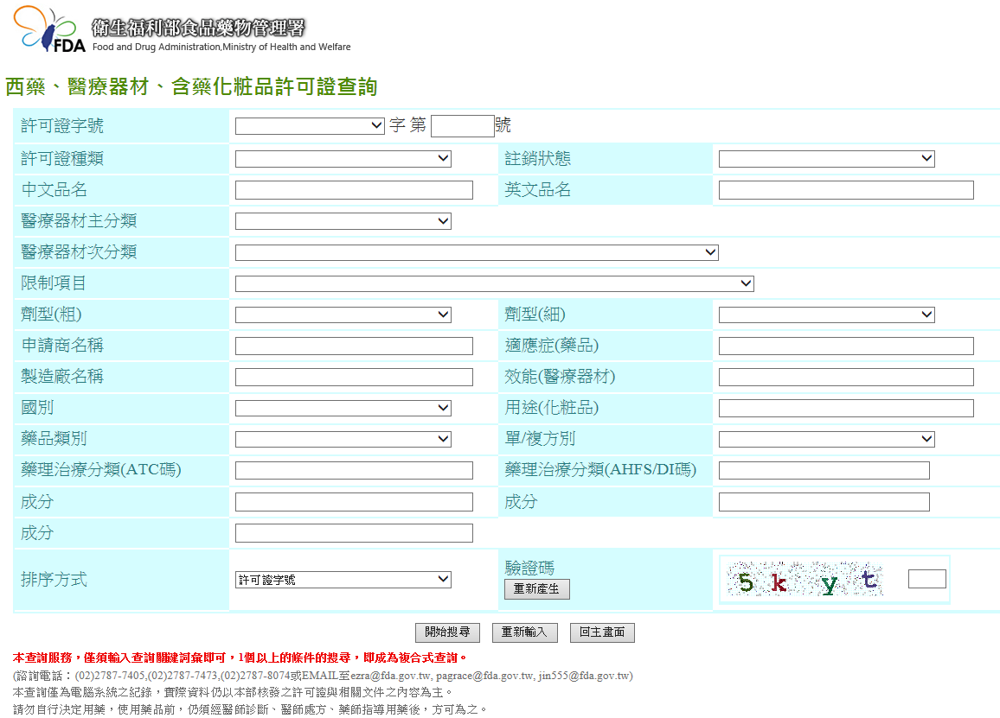 衛生福利部食品藥物管理署
FDA Food and Drug Administration,Ministry of Health and Welfare
西藥、醫療器材、含藥化粧品許可證查詢
許可證字號 字 第 號
許可證種類 註銷狀態
中文品名 英文品名
醫療器材主分類
醫療器材次分類
限制項目
劑型(粗) 劑型(細)
申請商名稱 適應症(藥品)
製造廠名稱 效能(醫療器材)
國別 用途(化粧品)
藥品類別 單/複方別
藥理治療分類(ATC碼) 藥理治療分類(AHFS/DI碼)
成分 成分
成分
排序方式 許可證字號 驗證碼 5 k y t
重新產生
開始搜尋 重新輸入 回主畫面
本查詢服務，僅須輸入查詢關建詞彙即可，1個以上的條件的搜尋，即成為複合式查詢。
(諮詢電話：(02)2787-7405,(02)2787-7473,(02)2787-8074或EMAIL至ezra@fda.gov.tw, pagrace@fda.gov.tw, jin555@fda.gov.tw)
本查詢僅為電腦系統之紀錄，實際資料仍以本部核發之許可證與相關文件之內容為主。
請勿自行決定用藥，使用藥品前，仍須經醫師診斷、醫師處方、藥師指導用藥後，方可為之。